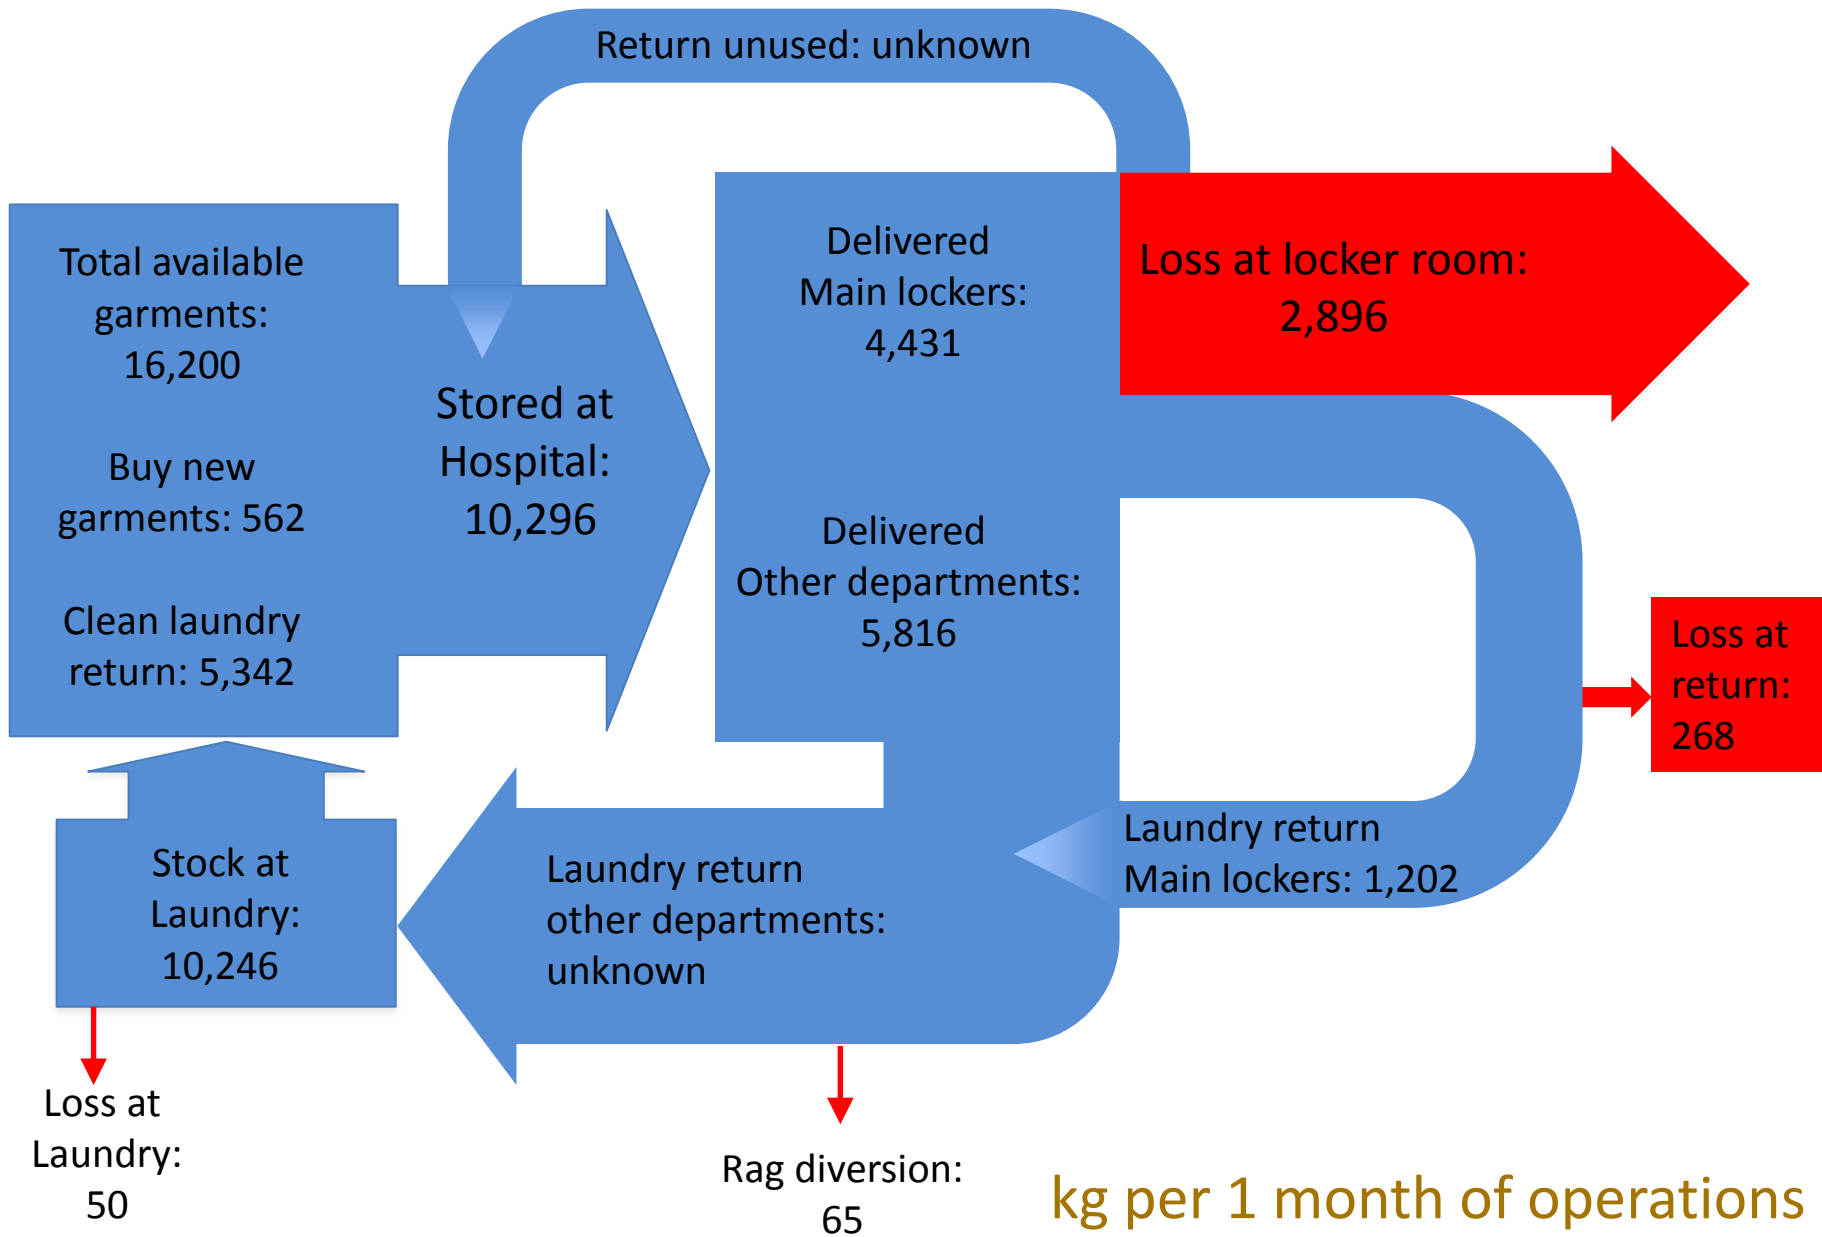 Return unused: unknown
Total available
garments:
16,200
Buy new
garments: 562
Clean laundry
return: 5,342
Stored at
Hospital:
10,296
Delivered
Main lockers:
4,431
Delivered
Other departments:
5,816
Loss at locker room:
2,896
Loss at
return:
268
Laundry return
Main lockers: 1,202
Laundry return
other departments:
unknown
Stock at
Laundry:
10,246
Loss at
Laundry:
50
Rag diversion:
65
kg per 1 month of operations